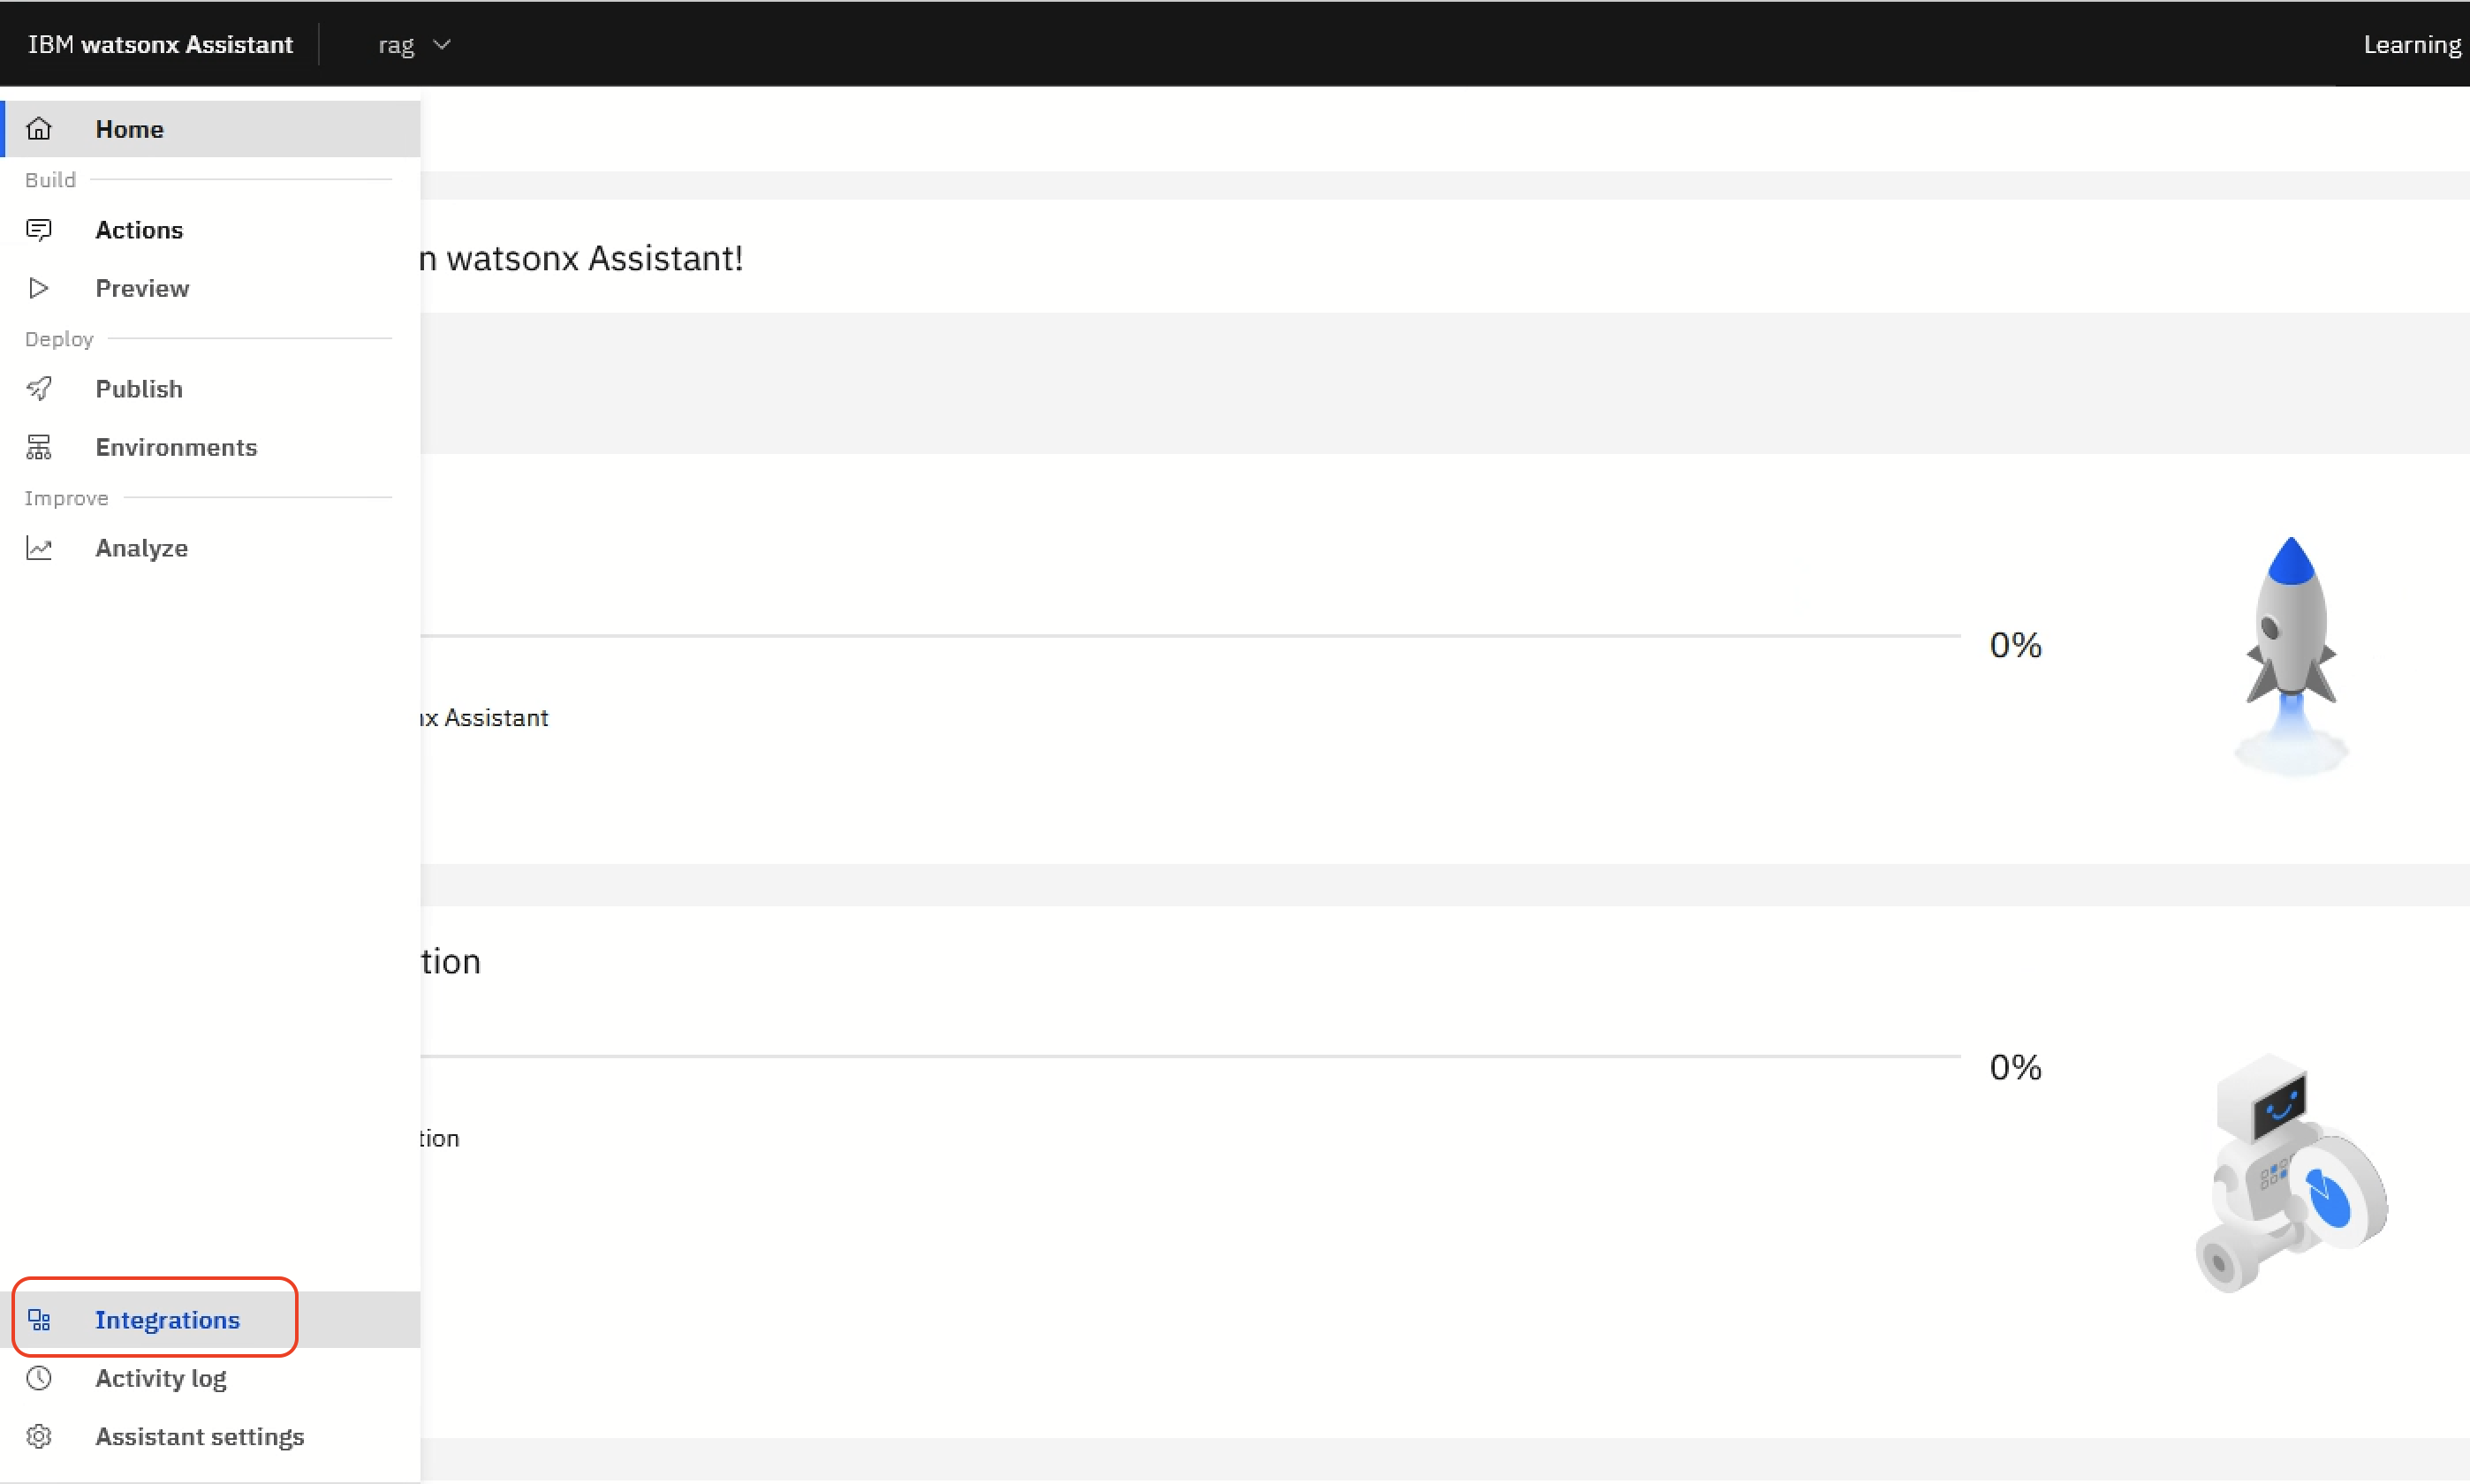 IBM watsonx Assistant
rag
Learning
Home
Build
Actions
n watsonx Assistant!
Preview
Deploy
Publish
Environments
Improve
Analyze
0%
x Assistant
tion
0%
tion
Integrations
Activity log
Assistant settings